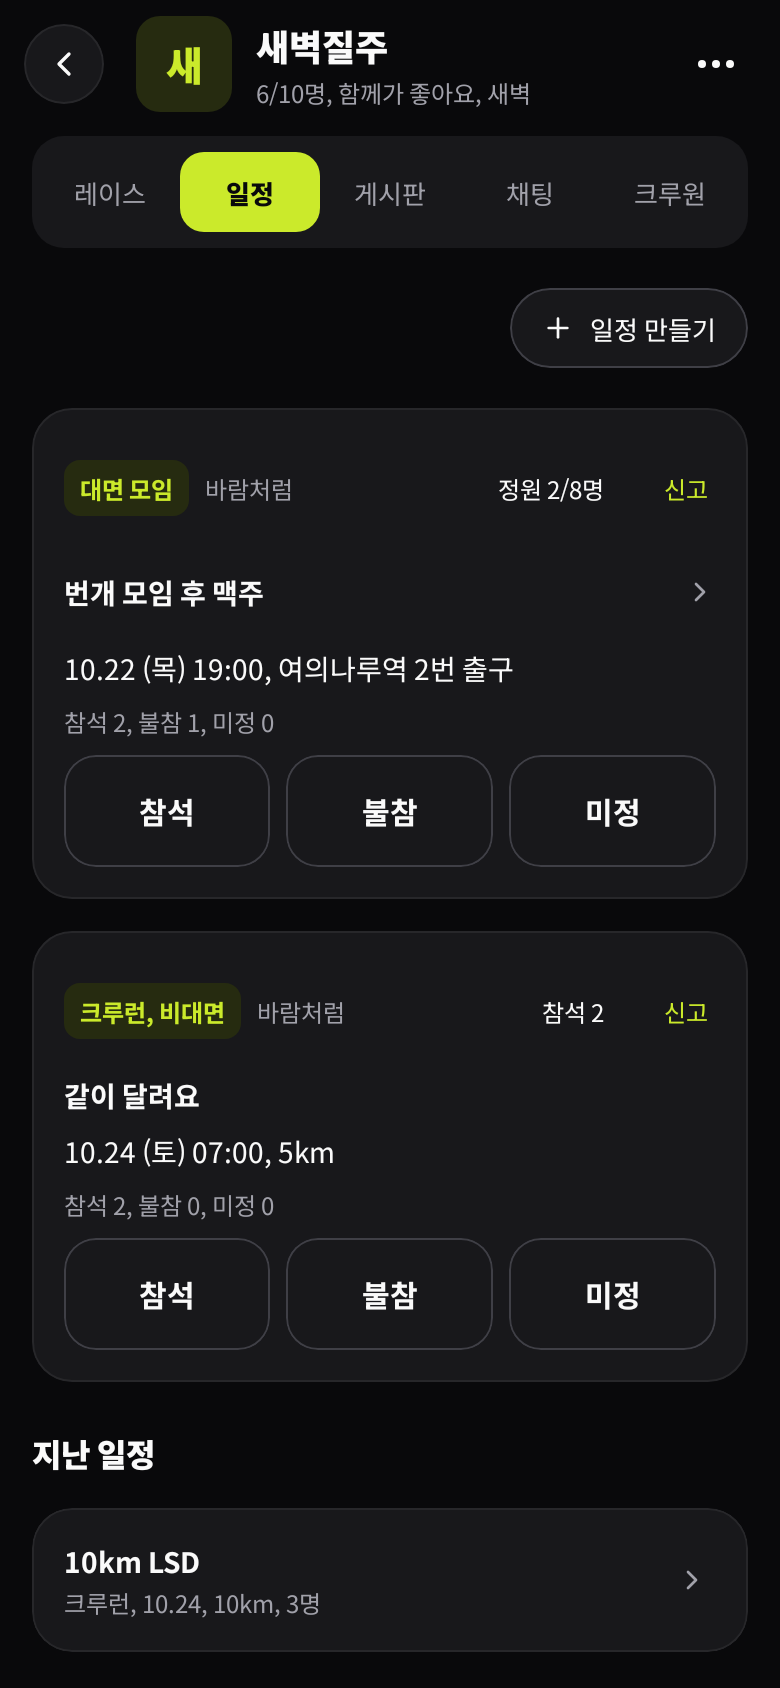 새
새벽질주
6/10명, 함께가 좋아요, 새벽
레이스 일정 게시판 채팅 크루원
일정 만들기
대면 모임 바람처럼 정원 2/8명 신고
번개 모임 후 맥주
10.22 (목) 19:00, 여의나루역 2번 출구
참석 2, 불참 1, 미정 0
참석 불참 미정
크루런, 비대면 바람처럼 참석 2 신고
같이 달려요
10.24 (토) 07:00, 5km
참석 2, 불참 0, 미정 0
참석 불참 미정
지난 일정
10km LSD
크루런, 10.24, 10km, 3명